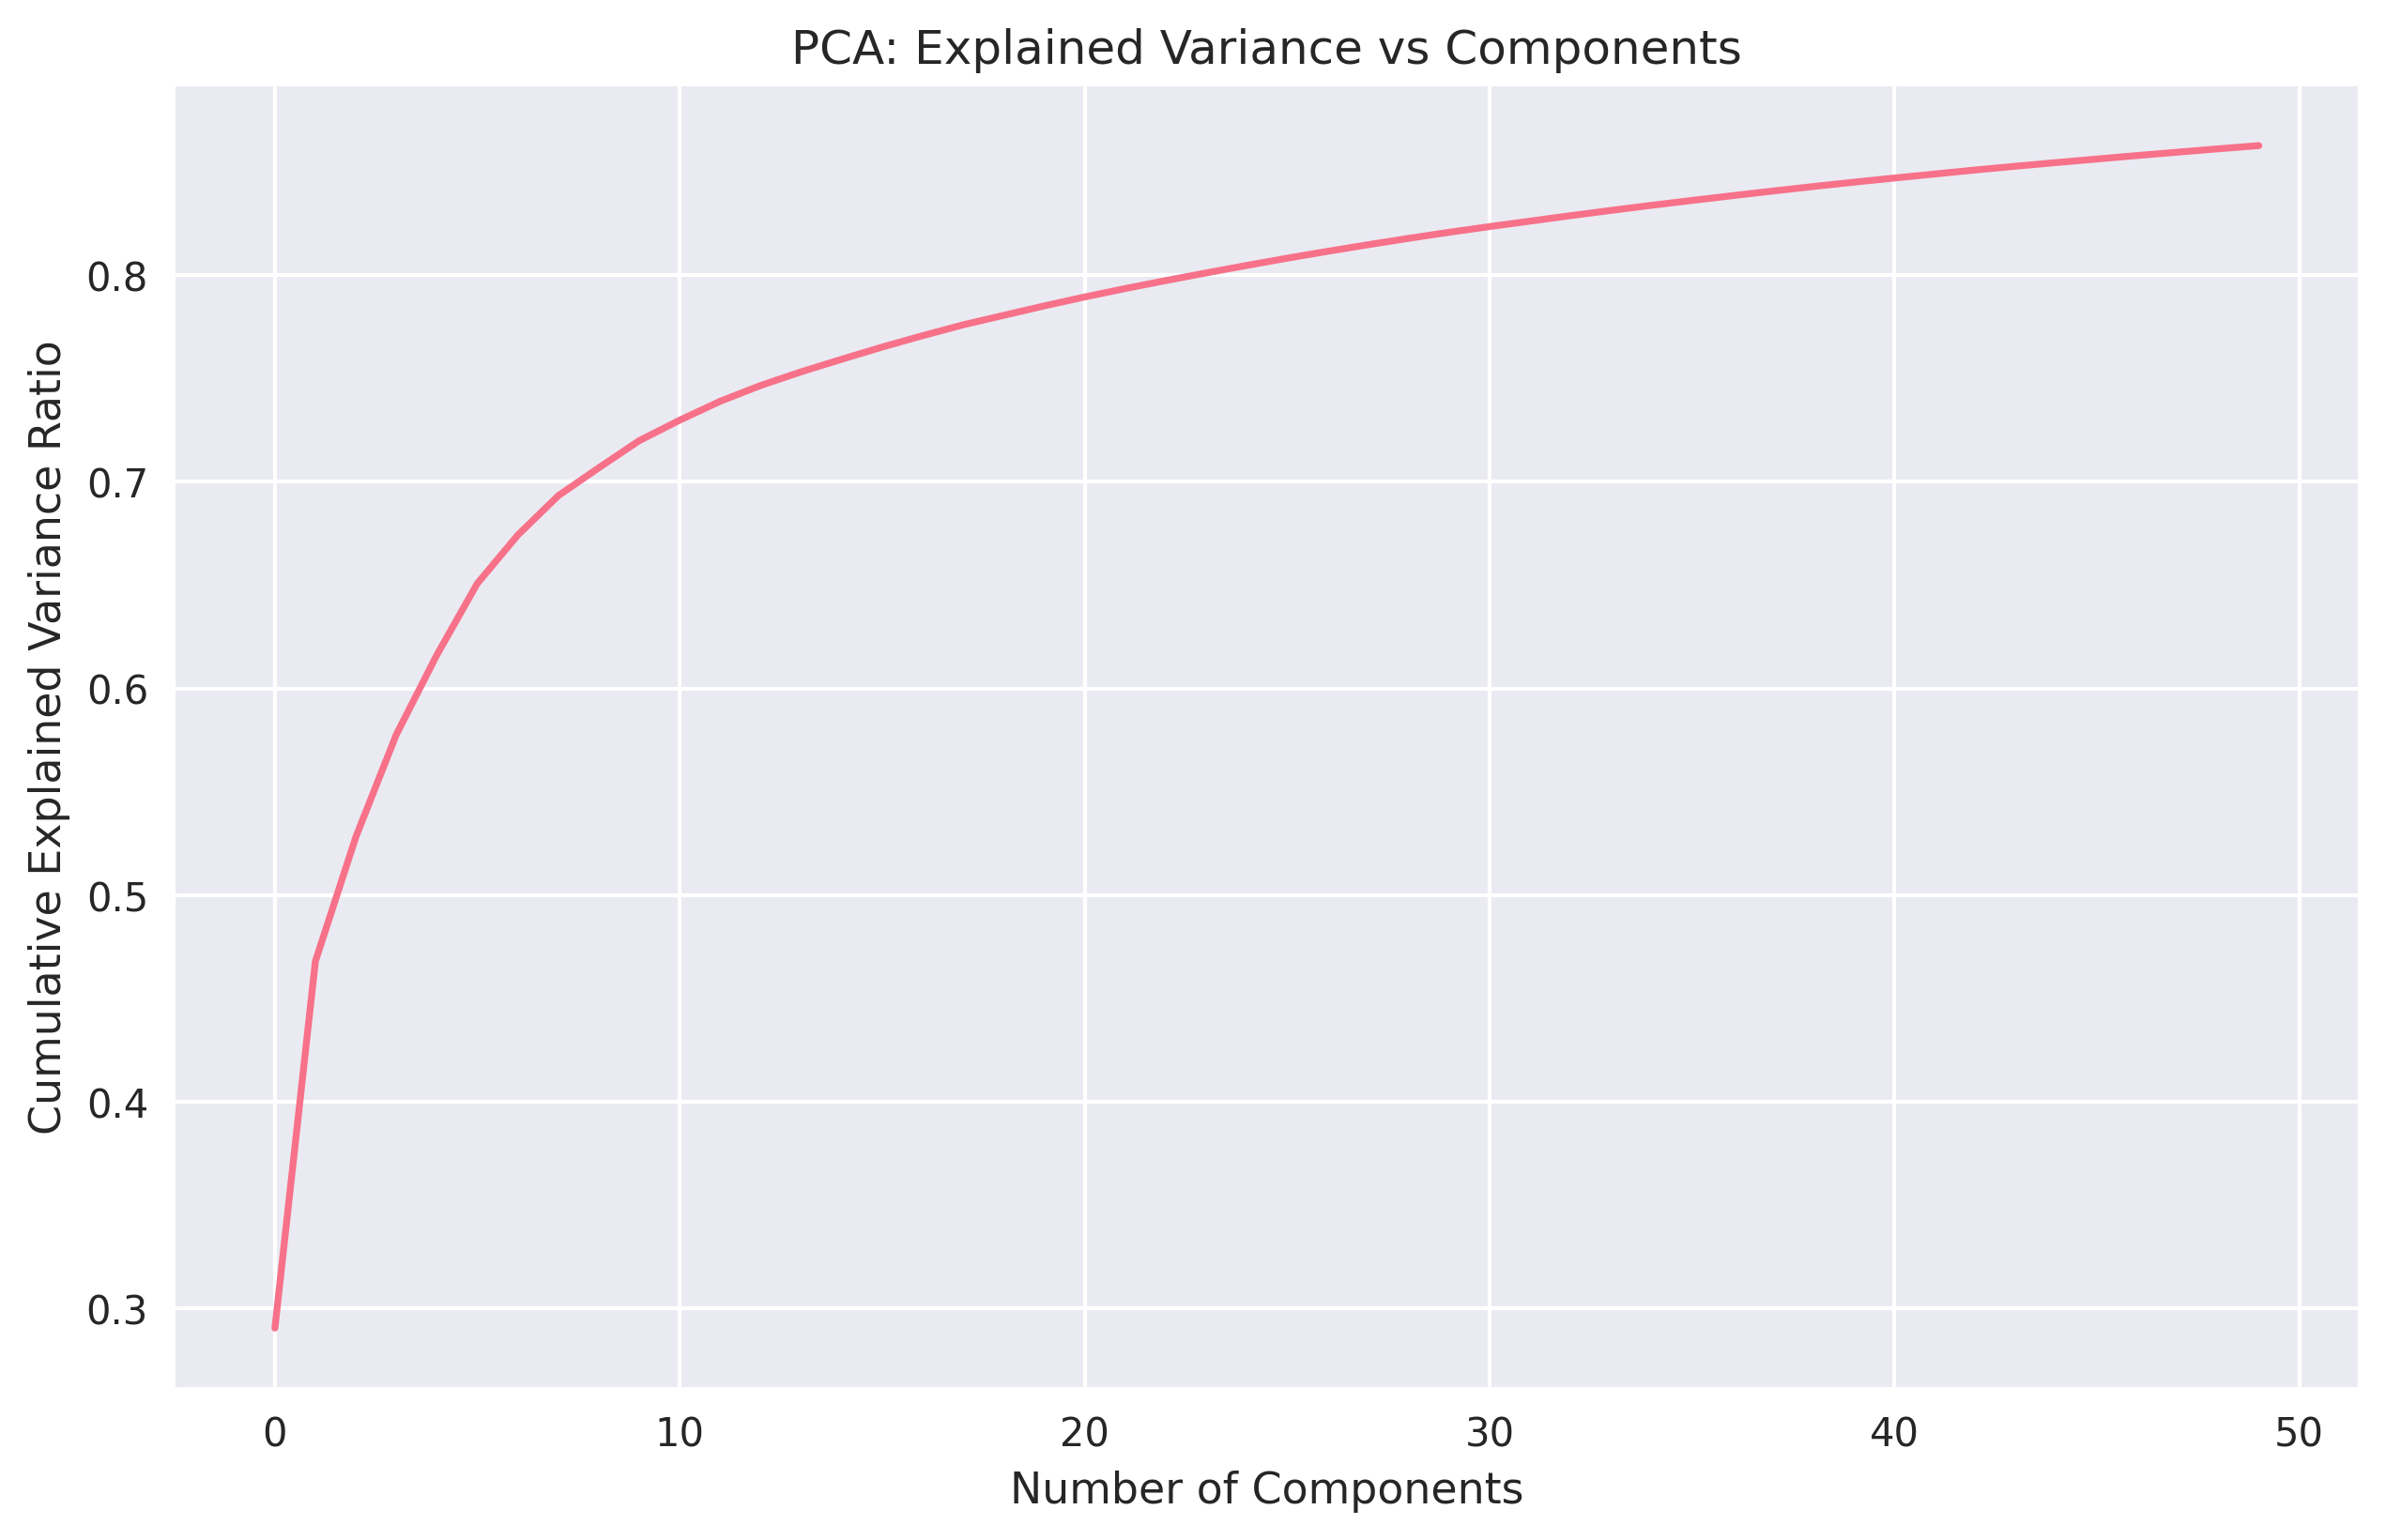 PCA: Explained Variance vs Components
Cumulative Explained Variance Ratio
0.8
0.7
0.6
0.5
0.4
0.3
0 10 20 30 40 50
Number of Components